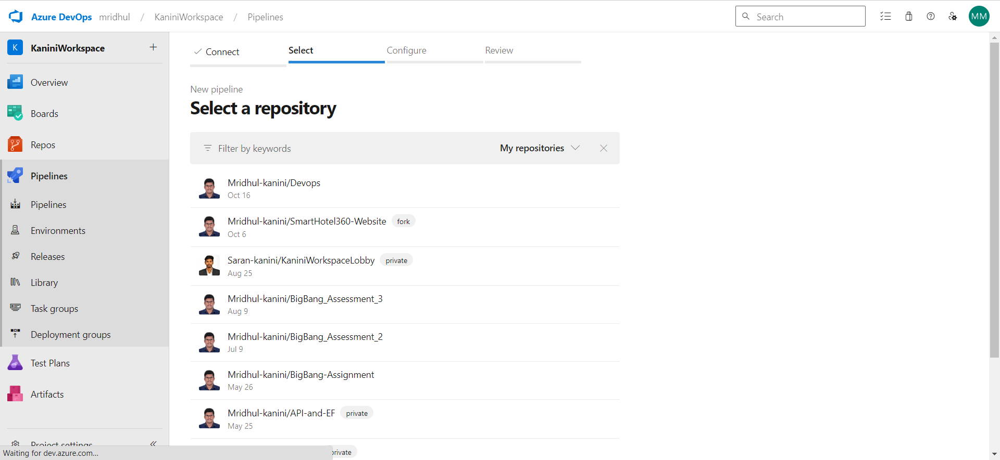 Azure DevOps mridhul / KaniniWorkspace / Pipelines
Search
MM
K KaniniWorkspace +
Overview
Boards
Repos
Pipelines
Pipelines
Environments
Releases
Library
Task groups
Deployment groups
Test Plans
Artifacts
Project settings
Waiting for dev.azure.com...
Connect Select Configure Review
New pipeline
Select a repository
Filter by keywords My repositories
Mridhul-kanini/Devops
Oct 16
Mridhul-kanini/SmartHotel360-Website fork
Oct 6
Saran-kanini/KaniniWorkspaceLobby private
Aug 25
Mridhul-kanini/BigBang_Assessment_3
Aug 9
Mridhul-kanini/BigBang_Assessment_2
Jul 9
Mridhul-kanini/BigBang-Assignment
May 26
Mridhul-kanini/API-and-EF private
May 25
private